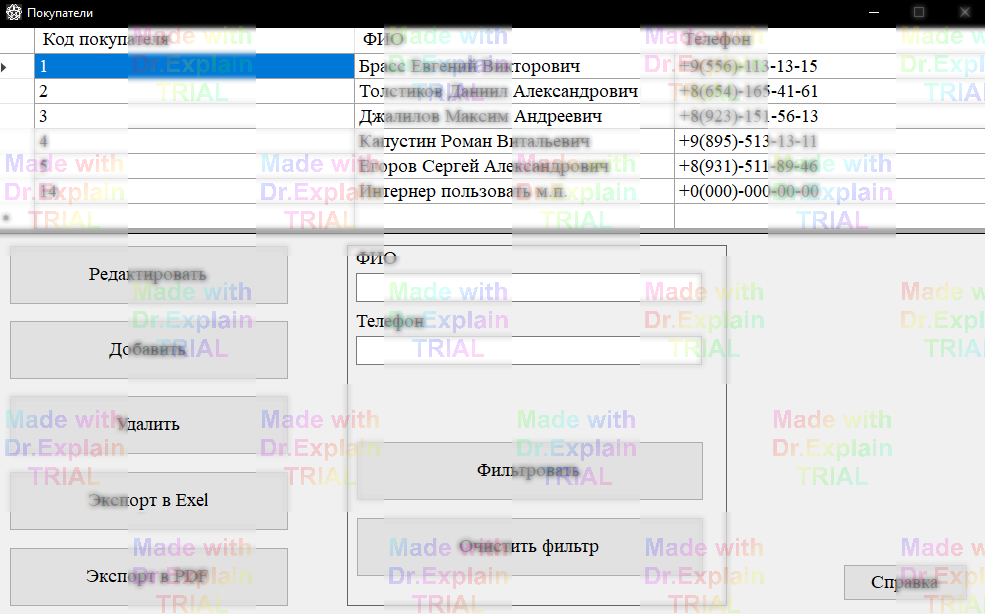 Покупатели
Код покупателя ФИО Телефон
1 Брасс Евгений Викторович +9(556)-113-13-15
2 Толстиков Даниил Александрович +8(654)-165-41-61
3 Джалилов Максим Андреевич +8(923)-151-56-13
4 Капустин Роман Витальевич +9(895)-513-13-11
5 Егоров Сергей Александрович +8(931)-511-89-46
14 Интернер пользовать м.п. +0(000)-000-00-00
Редактировать
Добавить
Удалить
Экспорт в Exel
Экспорт в PDF
ФИО
Телефон
Фильтровать
Очистить фильтр
Справка
Made with
Dr.Explain
TRIAL